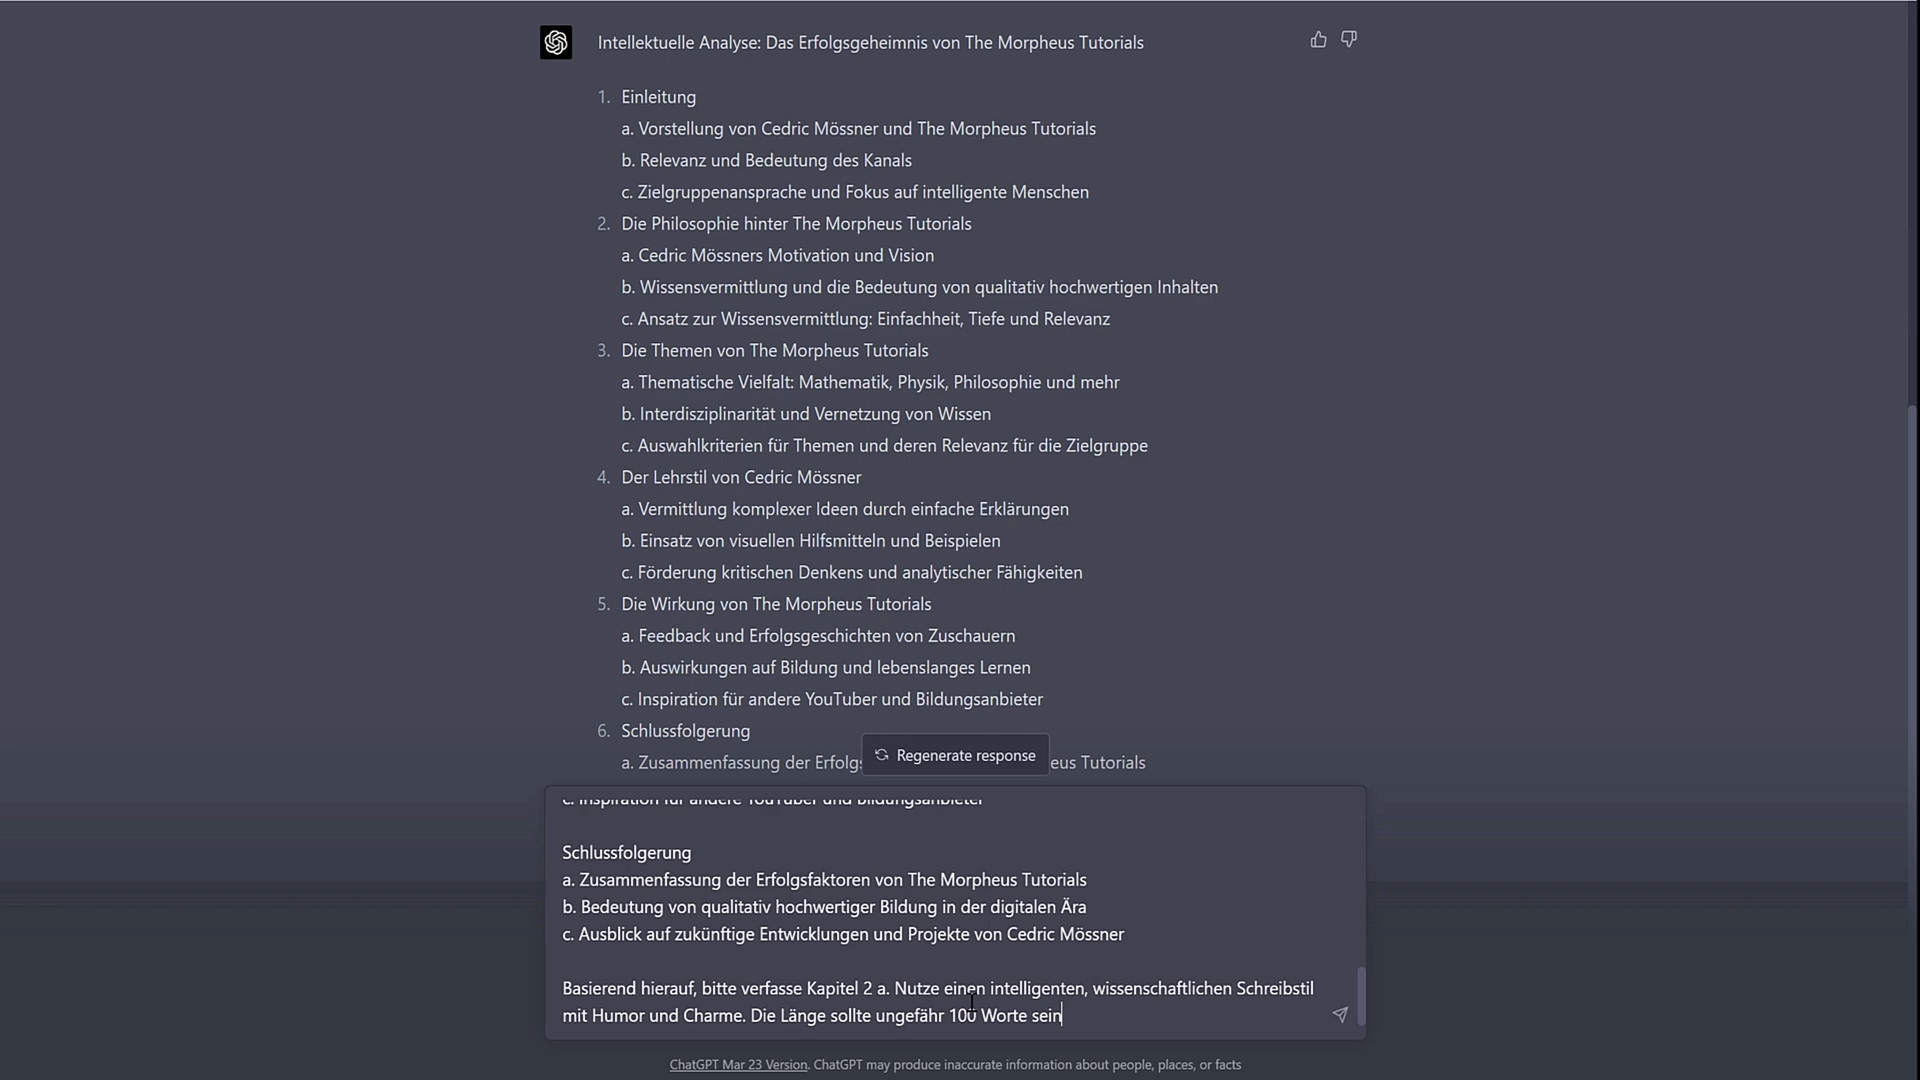 Intellektuelle Analyse: Das Erfolgsgeheimnis von The Morpheus Tutorials
1. Einleitung
a. Vorstellung von Cedric Mössner und The Morpheus Tutorials
b. Relevanz und Bedeutung des Kanals
c. Zielgruppenansprache und Fokus auf intelligente Menschen
2. Die Philosophie hinter The Morpheus Tutorials
a. Cedric Mössners Motivation und Vision
b. Wissensvermittlung und die Bedeutung von qualitativ hochwertigen Inhalten
c. Ansatz zur Wissensvermittlung: Einfachheit, Tiefe und Relevanz
3. Die Themen von The Morpheus Tutorials
a. Thematische Vielfalt: Mathematik, Physik, Philosophie und mehr
b. Interdisziplinarität und Vernetzung von Wissen
c. Auswahlkriterien für Themen und deren Relevanz für die Zielgruppe
4. Der Lehrstil von Cedric Mössner
a. Vermittlung komplexer Ideen durch einfache Erklärungen
b. Einsatz von visuellen Hilfsmitteln und Beispielen
c. Förderung kritischen Denkens und analytischer Fähigkeiten
5. Die Wirkung von The Morpheus Tutorials
a. Feedback und Erfolgsgeschichten von Zuschauern
b. Auswirkungen auf Bildung und lebenslanges Lernen
c. Inspiration für andere YouTuber und Bildungsanbieter
6. Schlussfolgerung
Regenerate response
a. Zusammenfassung der Erfolgs eus Tutorials
c. Inspiration für andere YouTuber und Bildungsanbieter
Schlussfolgerung
a. Zusammenfassung der Erfolgsfaktoren von The Morpheus Tutorials
b. Bedeutung von qualitativ hochwertiger Bildung in der digitalen Ära
c. Ausblick auf zukünftige Entwicklungen und Projekte von Cedric Mössner
Basierend hierauf, bitte verfasse Kapitel 2 a. Nutze einen intelligenten, wissenschaftlichen Schreibstil
mit Humor und Charme. Die Länge sollte ungefähr 100 Worte sein
ChatGPT Mar 23 Version. ChatGPT may produce inaccurate information about people, places, or facts